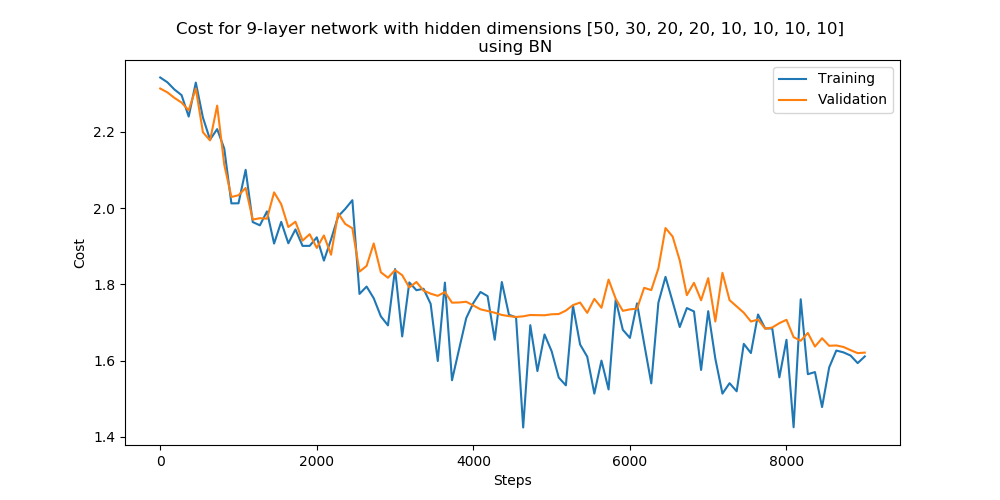 Cost for 9-layer network with hidden dimensions [50, 30, 20, 20, 10, 10, 10, 10]
using BN
Training
Validation
Cost
2.2
2.0
1.8
1.6
1.4
0 2000 4000 6000 8000
Steps